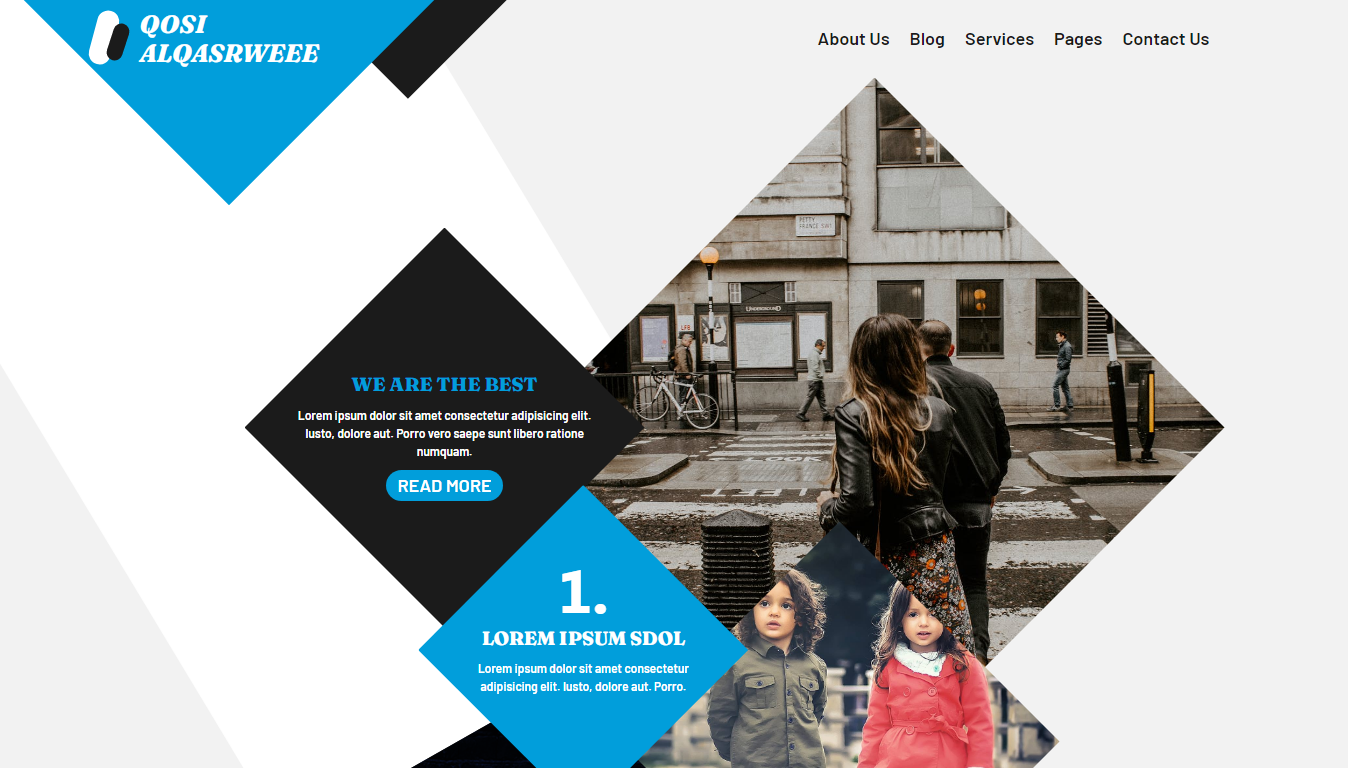 QOSI
ALQASRWEEE
About Us Blog Services Pages Contact Us
PETTY
FRANCE SW1
UNDERGROUND
LFB
WE ARE THE BEST
Lorem ipsum dolor sit amet consectetur adipisicing elit.
Iusto, dolore aut. Porro vero saepe sunt libero ratione
numquam.
READ MORE
LEFT
1.
LOREM IPSUM SDOL
Lorem ipsum dolor sit amet consectetur
adipisicing elit. Iusto, dolore aut. Porro.